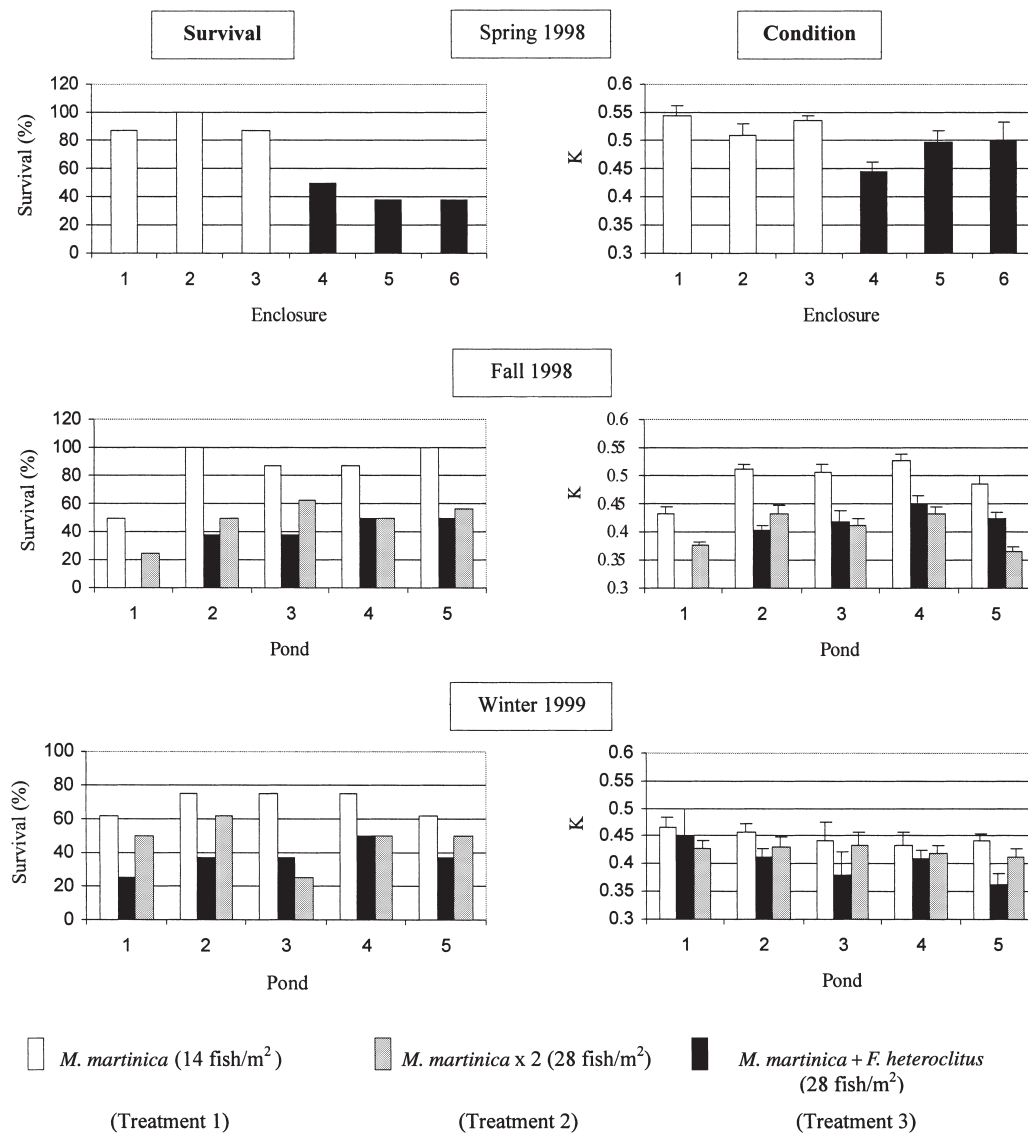 Survival
Spring 1998
Condition
Survival (%)
120
100
80
60
40
20
0
1 2 3 4 5 6
Enclosure
K
0.6
0.55
0.5
0.45
0.4
0.35
0.3
1 2 3 4 5 6
Enclosure
Fall 1998
Survival (%)
120
100
80
60
40
20
0
1 2 3 4 5
Pond
K
0.6
0.55
0.5
0.45
0.4
0.35
0.3
1 2 3 4 5
Pond
Winter 1999
Survival (%)
100
80
60
40
20
0
1 2 3 4 5
Pond
K
0.6
0.55
0.5
0.45
0.4
0.35
0.3
1 2 3 4 5
Pond
M. martinica (14 fish/m²)
M. martinica x 2 (28 fish/m²)
M. martinica + F. heteroclitus
(28 fish/m²)
(Treatment 1)
(Treatment 2)
(Treatment 3)